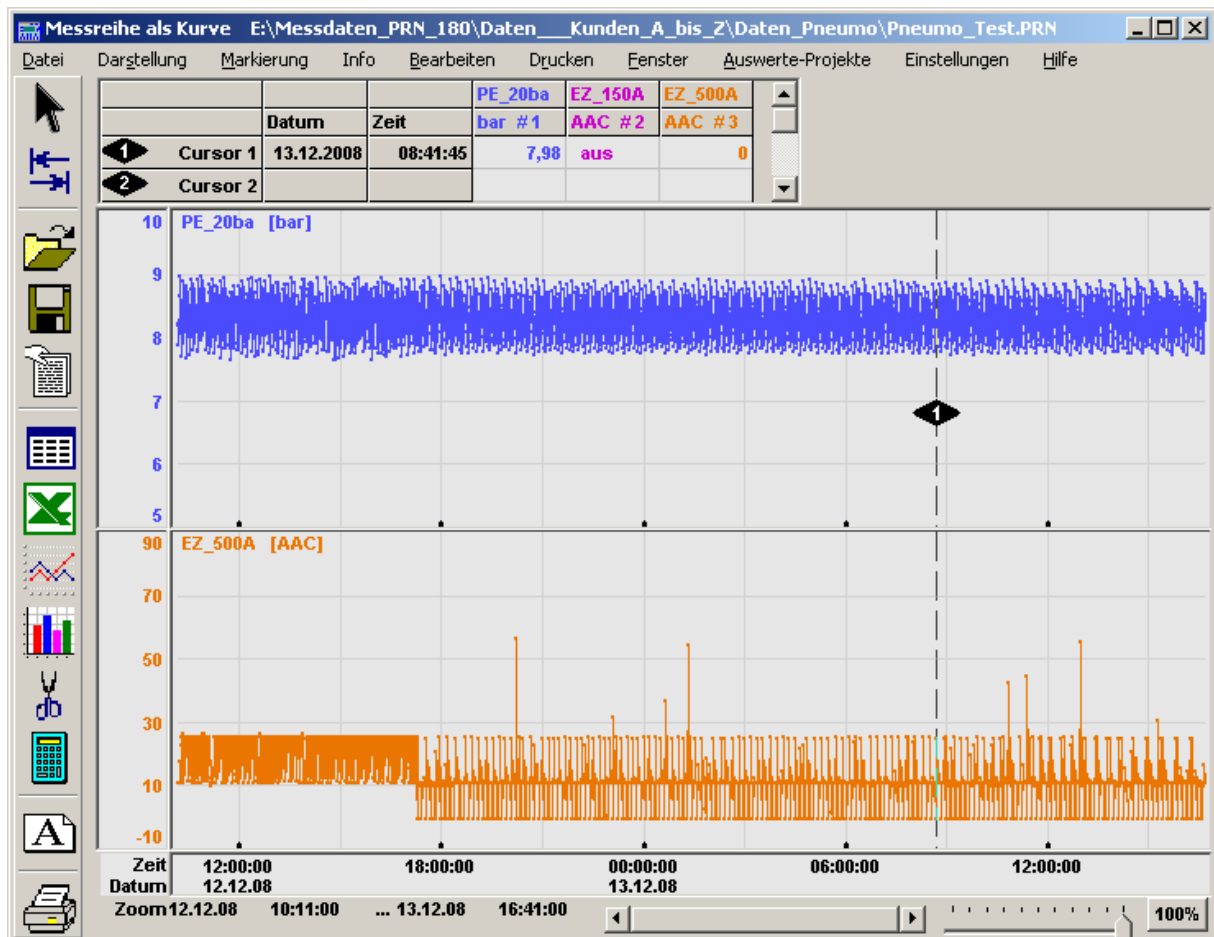 Messreihe als Kurve E:\Messdaten_PRN_180\Daten___Kunden_A_bis_Z\Daten_Pneumo\Pneumo_Test.PRN
Datei Darstellung Markierung Info Bearbeiten Drucken Fenster Auswerte-Projekte Einstellungen Hilfe
PE_20ba EZ_150A EZ_500A
Datum Zeit bar #1 AAC #2 AAC #3
1 Cursor 1 13.12.2008 08:41:45 7,98 aus 0
2 Cursor 2
10 PE_20ba [bar]
9
8
7
1
6
5
90 EZ_500A [AAC]
70
50
30
10
-10
A
Zeit 12:00:00 18:00:00 00:00:00 06:00:00 12:00:00
Datum 12.12.08 13.12.08
Zoom 12.12.08 10:11:00 ... 13.12.08 16:41:00 100%